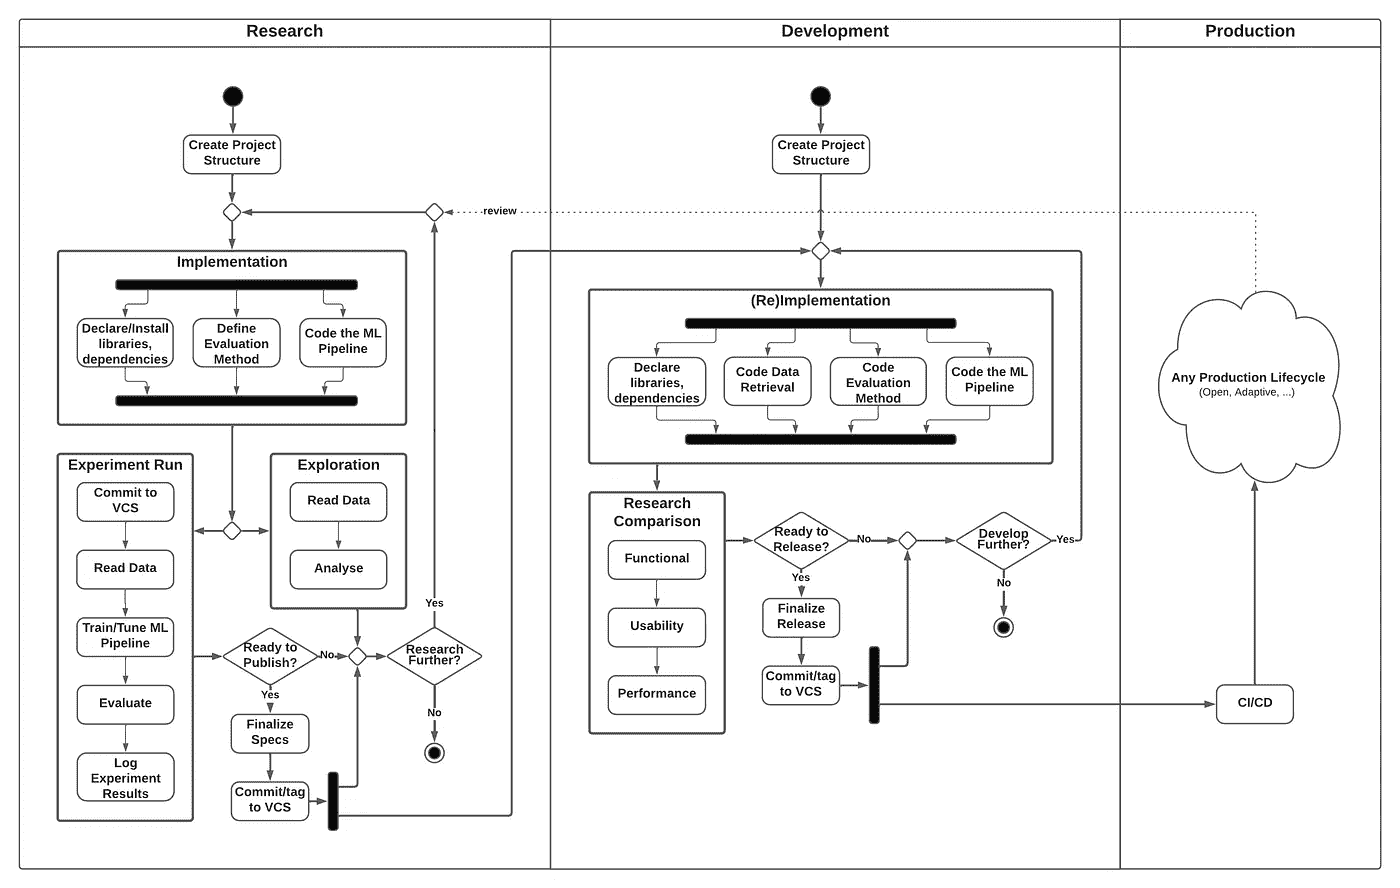 Research
Development
Production
Create Project
Structure
review
Implementation
Declare/Install
libraries,
dependencies
Define
Evaluation
Method
Code the ML
Pipeline
Experiment Run
Commit to
VCS
Read Data
Train/Tune ML
Pipeline
Evaluate
Log
Experiment
Results
Exploration
Read Data
Analyse
Ready to
Publish?
No
Yes
Finalize
Specs
Commit/tag
to VCS
Research
Further?
Yes
No
Create Project
Structure
(Re)Implementation
Declare
libraries,
dependencies
Code Data
Retrieval
Code
Evaluation
Method
Code the ML
Pipeline
Research
Comparison
Functional
Usability
Performance
Ready to
Release?
No
Yes
Finalize
Release
Commit/tag
to VCS
Develop
Further?
Yes
No
Any Production Lifecycle
(Open, Adaptive, ...)
CI/CD